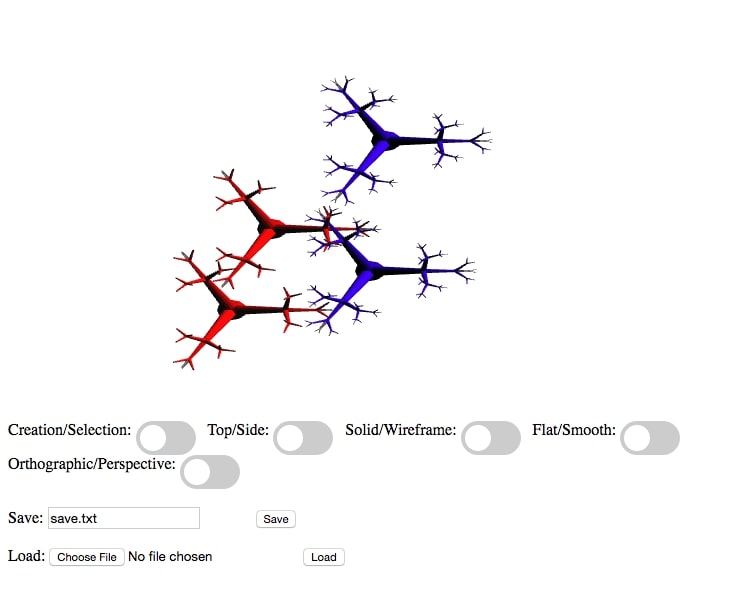 Creation/Selection: Top/Side: Solid/Wireframe: Flat/Smooth:
Orthographic/Perspective:
Save: save.txt Save
Load: Choose File No file chosen Load